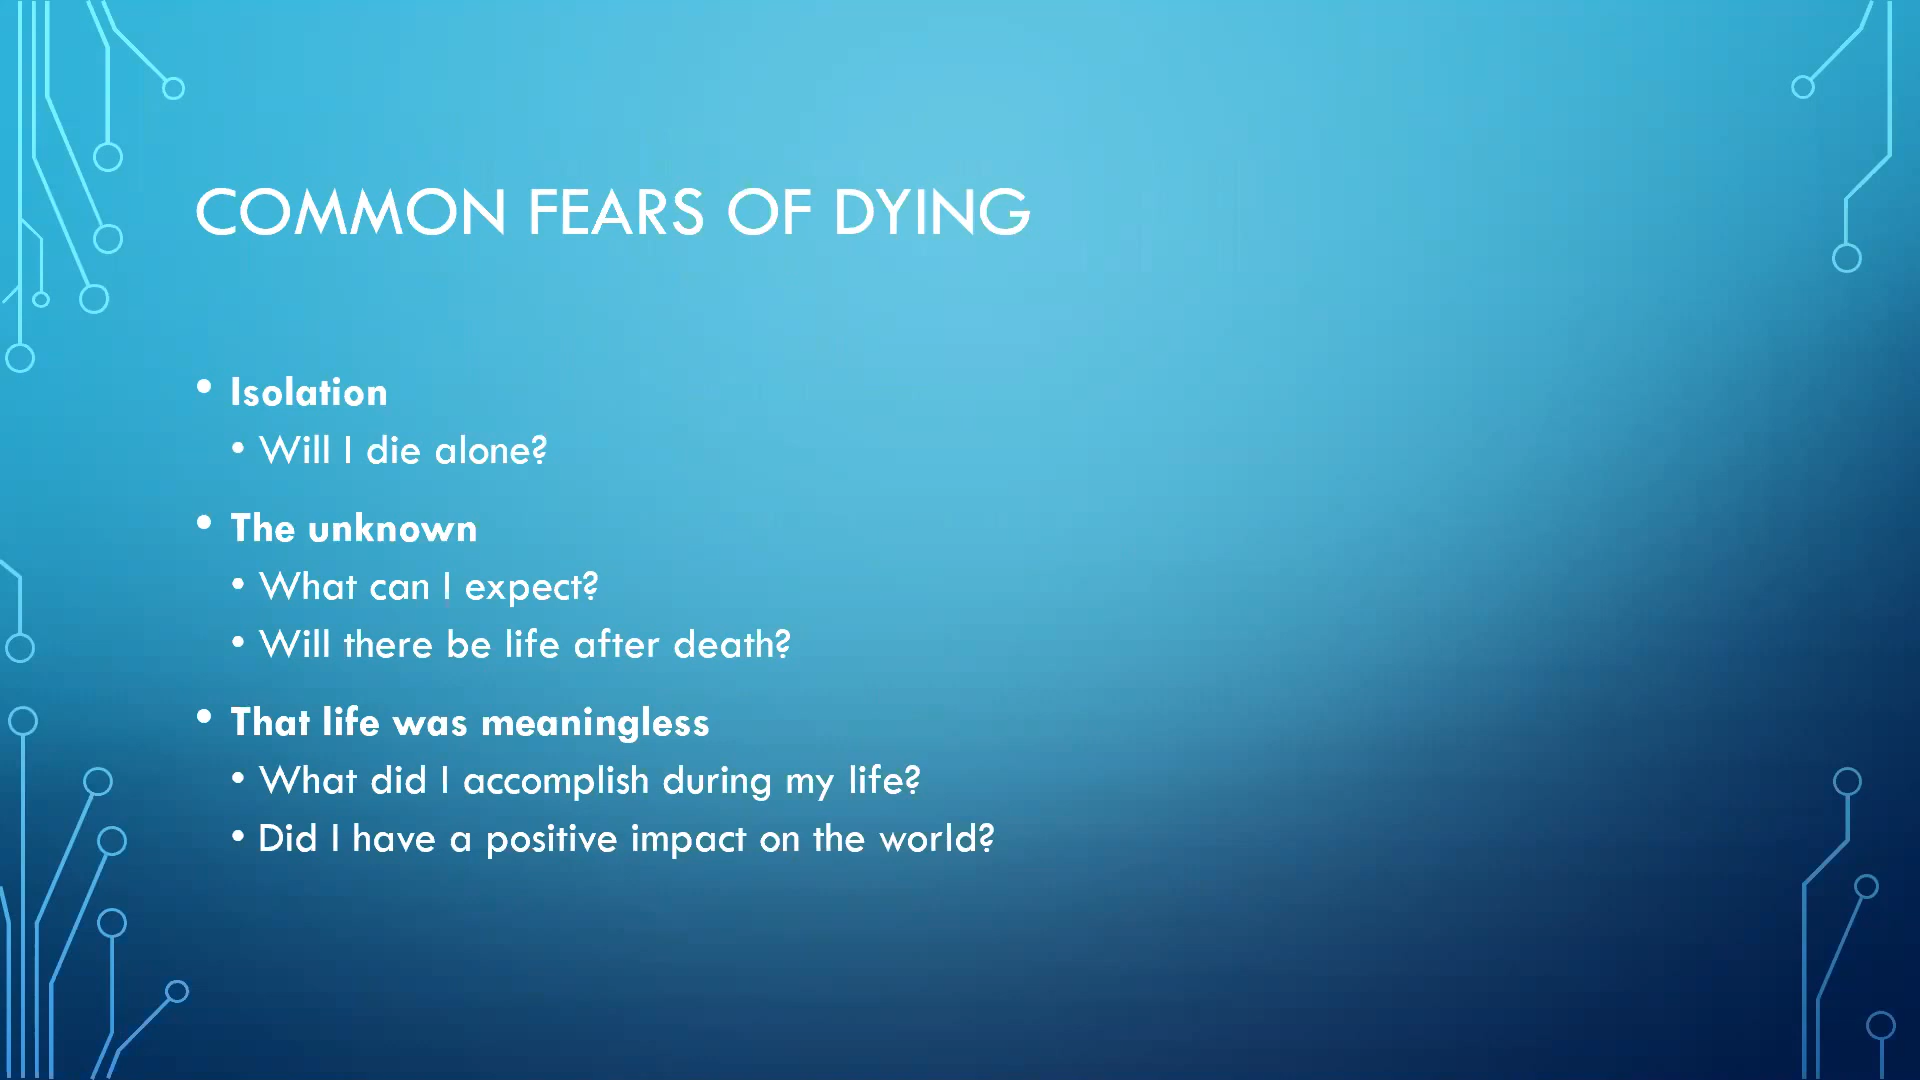 COMMON FEARS OF DYING
• Isolation
• Will I die alone?
• The unknown
• What can I expect?
• Will there be life after death?
• That life was meaningless
• What did I accomplish during my life?
• Did I have a positive impact on the world?